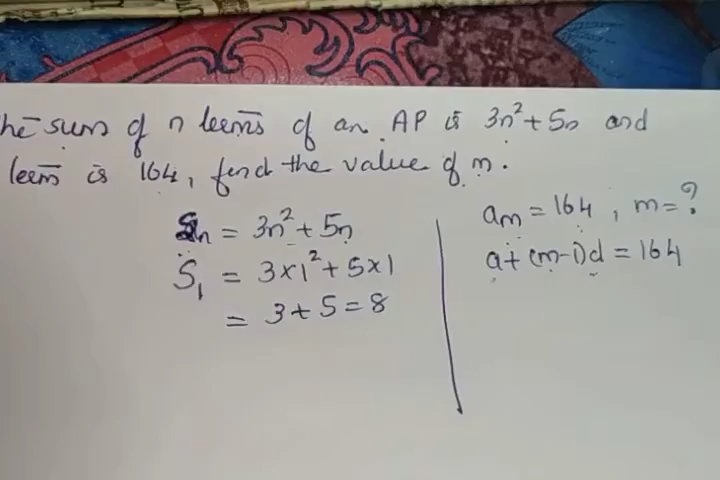 he sum of n terms of an AP is 3n² + 5n and
term is 164, find the value of m.
Sn = 3n² + 5n
S₁ = 3×1² + 5×1
= 3 + 5 = 8
am = 164, m = ?
a + (m-1)d = 164